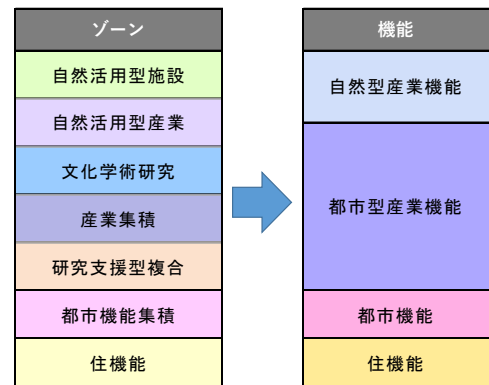 ゾーン
自然活用型施設
自然活用型産業
文化学術研究
産業集積
研究支援型複合
都市機能集積
住機能
機能
自然型産業機能
都市型産業機能
都市機能
住機能